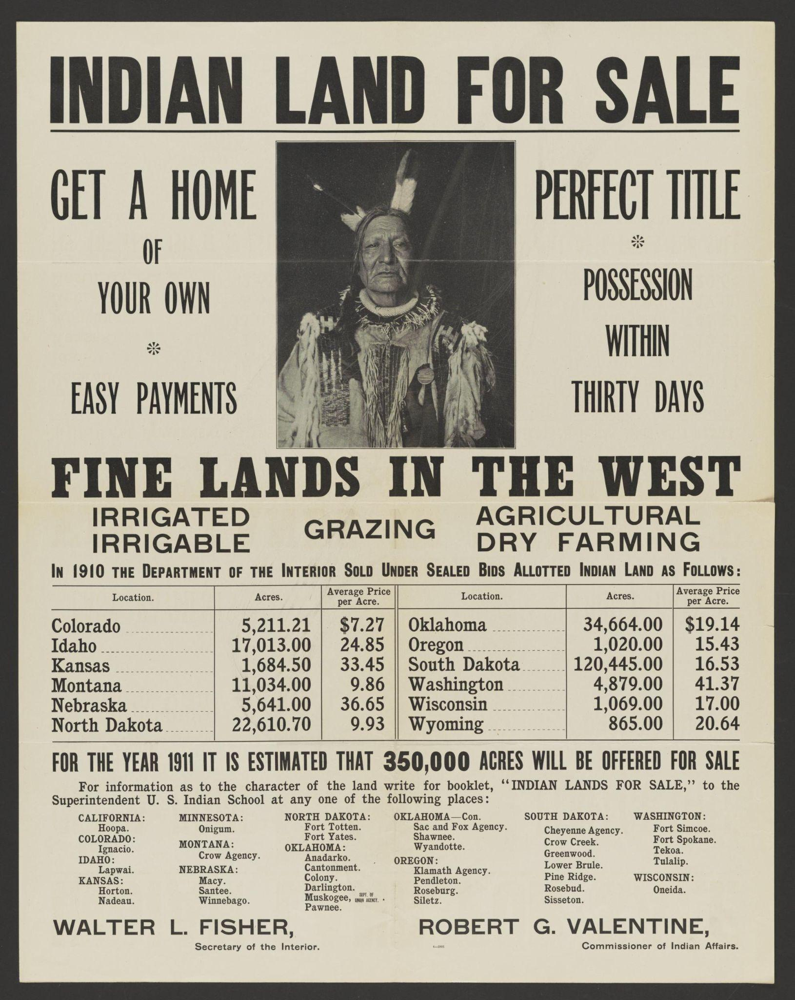 INDIAN LAND FOR SALE
GET A HOME
OF
YOUR OWN
EASY PAYMENTS
PERFECT TITLE
POSSESSION
WITHIN
THIRTY DAYS
FINE LANDS IN THE WEST
IRRIGATED
IRRIGABLE
GRAZING
AGRICULTURAL
DRY FARMING
IN 1910 THE DEPARTMENT OF THE INTERIOR SOLD UNDER SEALED BIDS ALLOTTED INDIAN LAND AS FOLLOWS:
Location. Acres. Average Price per Acre. Location. Acres. Average Price per Acre.
Colorado 5,211.21 $7.27 Oklahoma 34,664.00 $19.14
Idaho 17,013.00 24.85 Oregon 1,020.00 15.43
Kansas 1,684.50 33.45 South Dakota 120,445.00 16.53
Montana 11,034.00 9.86 Washington 4,879.00 41.37
Nebraska 5,641.00 36.65 Wisconsin 1,069.00 17.00
North Dakota 22,610.70 9.93 Wyoming 865.00 20.64
FOR THE YEAR 1911 IT IS ESTIMATED THAT 350,000 ACRES WILL BE OFFERED FOR SALE
For information as to the character of the land write for booklet, "INDIAN LANDS FOR SALE," to the
Superintendent U. S. Indian School at any one of the following places:
CALIFORNIA:
Hoopa.
COLORADO:
Ignacio.
IDAHO:
Lapwai.
KANSAS:
Horton.
Nadeau.
MINNESOTA:
Onigum.
MONTANA:
Crow Agency.
NEBRASKA:
Macy.
Santee.
Winnebago.
NORTH DAKOTA:
Fort Totten.
Fort Yates.
OKLAHOMA:
Anadarko.
Cantonment.
Colony.
Darlington.
Muskogee, SUPT. OF UNION AGENCY.
Pawnee.
OKLAHOMA—Con.
Sac and Fox Agency.
Shawnee.
Wyandotte.
OREGON:
Klamath Agency.
Pendleton.
Roseburg.
Siletz.
SOUTH DAKOTA:
Cheyenne Agency.
Crow Creek.
Greenwood.
Lower Brule.
Pine Ridge.
Rosebud.
Sisseton.
WASHINGTON:
Fort Simcoe.
Fort Spokane.
Tekoa.
Tulalip.
WISCONSIN:
Oneida.
WALTER L. FISHER,
Secretary of the Interior.
6—2891
ROBERT G. VALENTINE,
Commissioner of Indian Affairs.